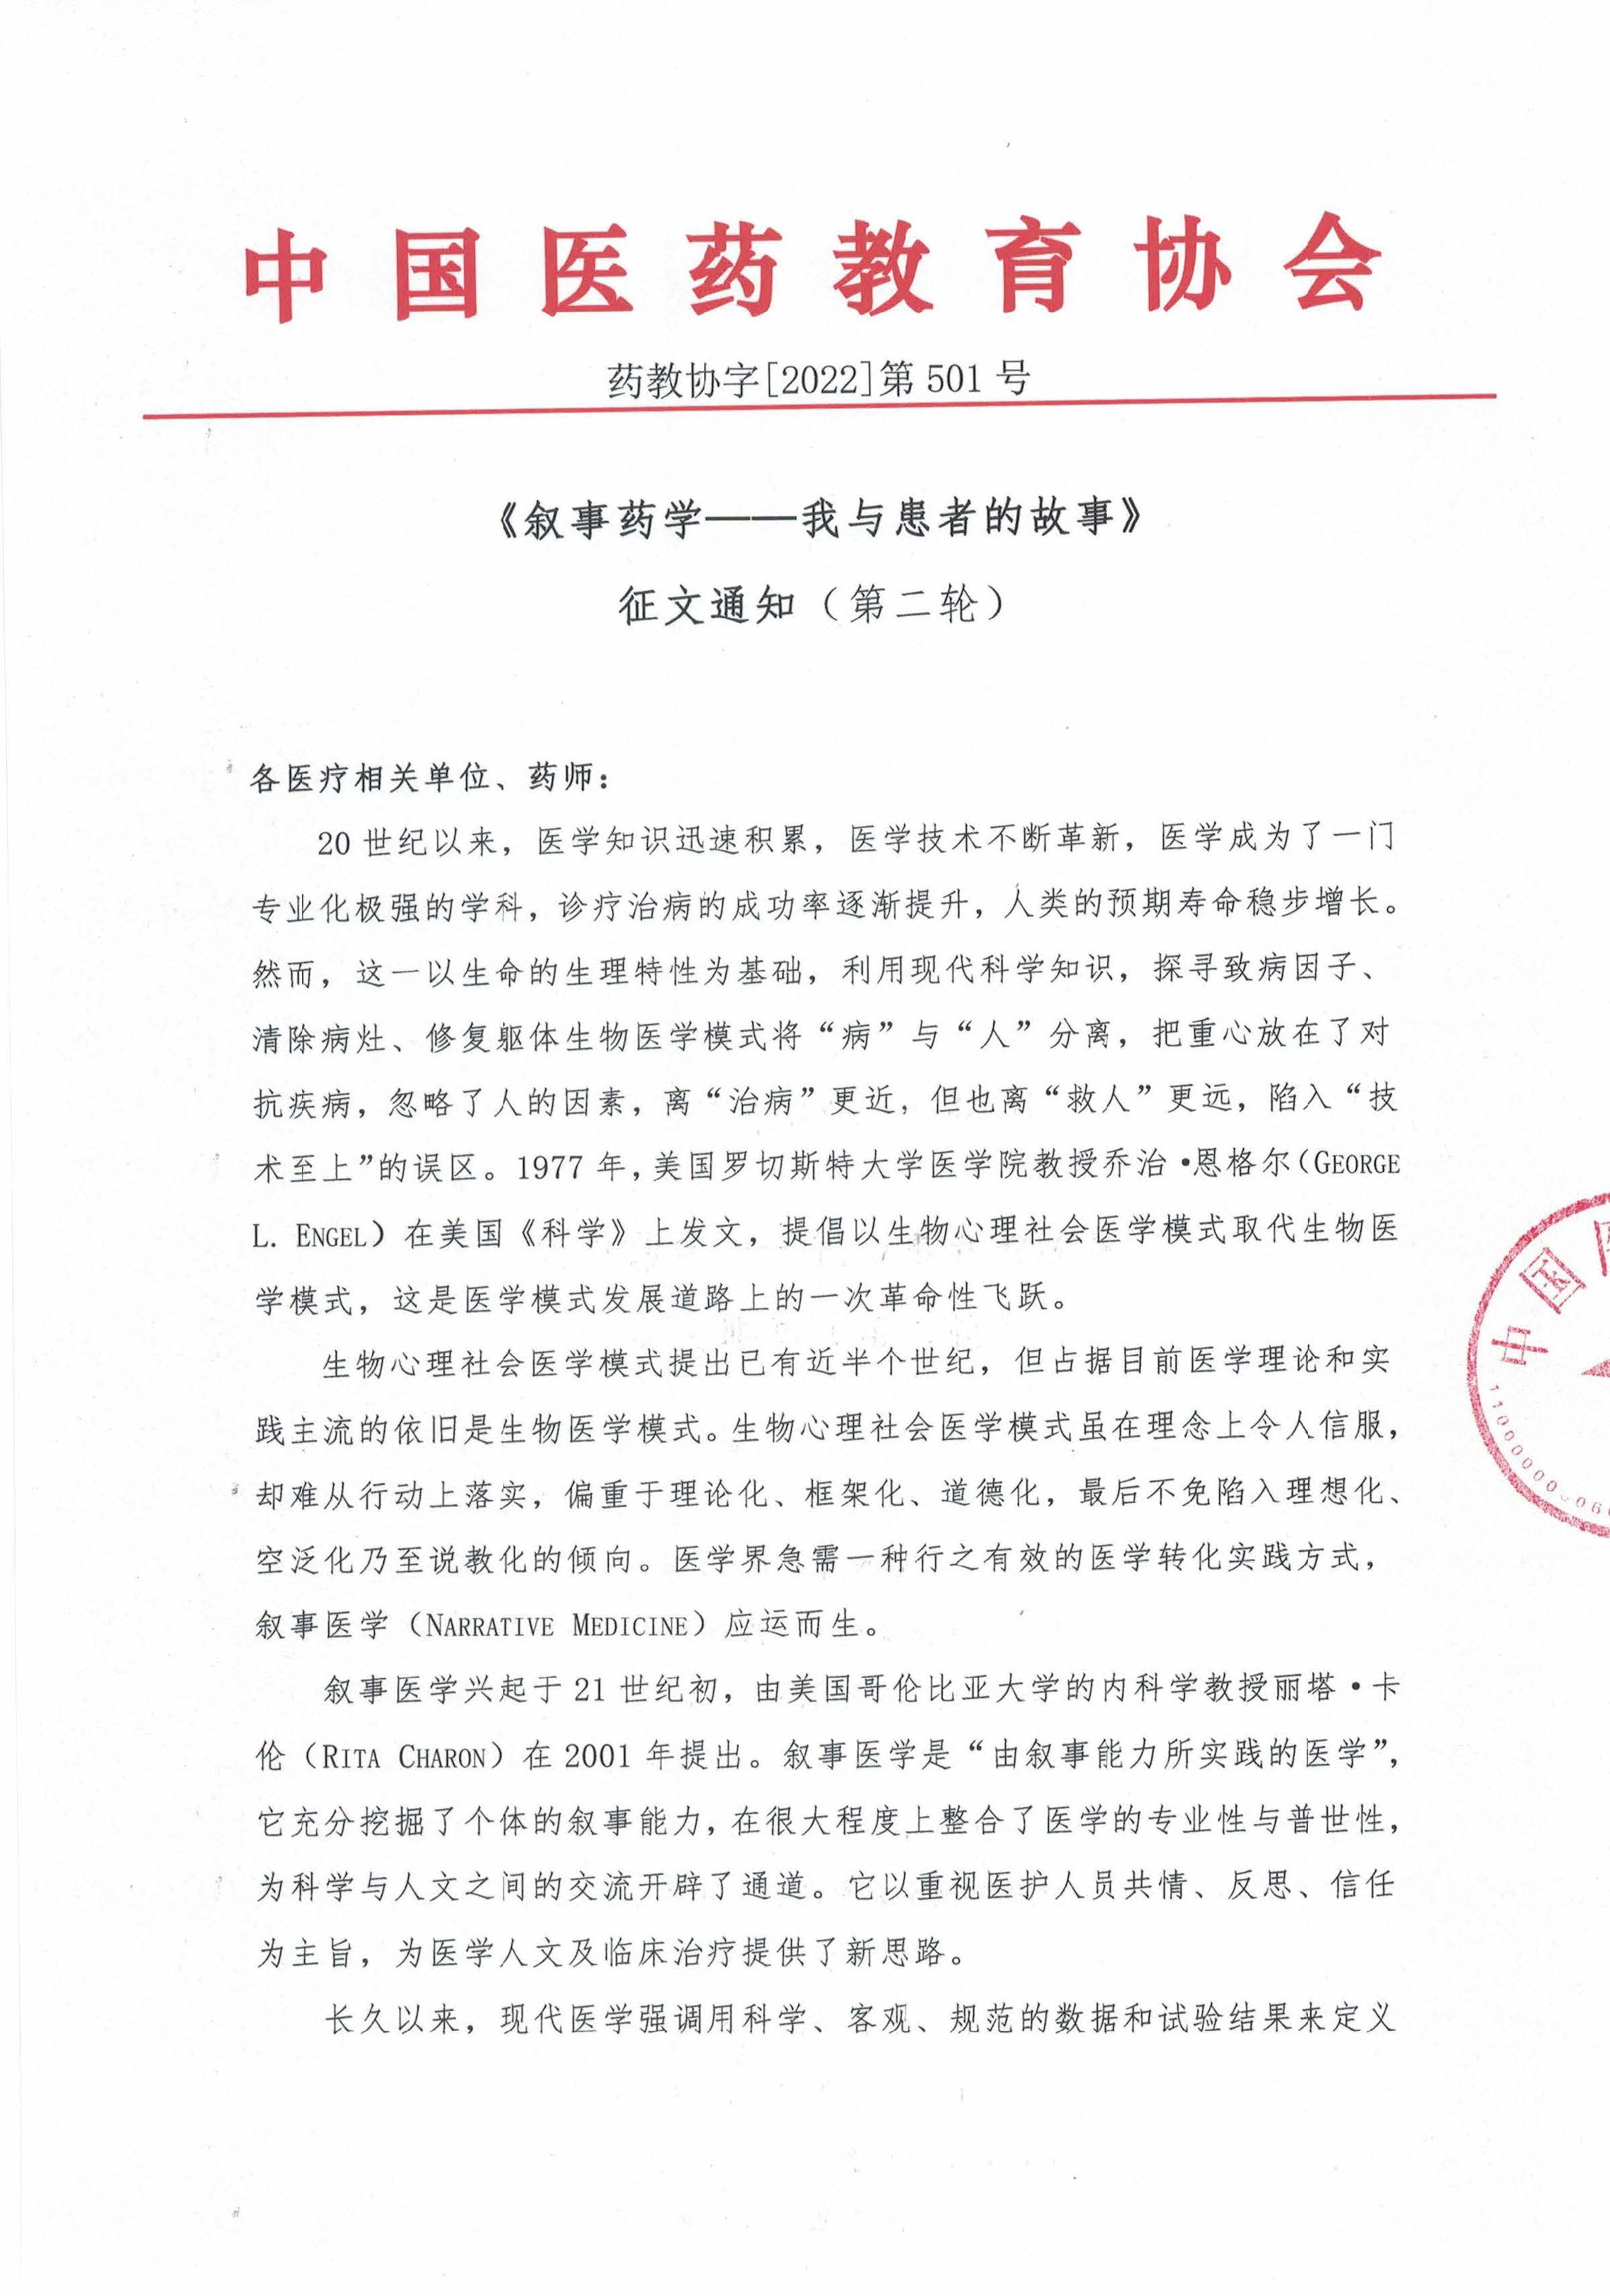 中国医药教育协会
药教协字[2022]第 501 号
《叙事药学——我与患者的故事》
征文通知（第二轮）
各医疗相关单位、药师：
20 世纪以来，医学知识迅速积累，医学技术不断革新，医学成为了一门
专业化极强的学科，诊疗治病的成功率逐渐提升，人类的预期寿命稳步增长。
然而，这一以生命的生理特性为基础，利用现代科学知识，探寻致病因子、
清除病灶、修复躯体生物医学模式将“病”与“人”分离，把重心放在了对
抗疾病，忽略了人的因素，离“治病”更近，但也离“救人”更远，陷入“技
术至上”的误区。1977 年，美国罗切斯特大学医学院教授乔治·恩格尔（GEORGE
L. ENGEL）在美国《科学》上发文，提倡以生物心理社会医学模式取代生物医
学模式，这是医学模式发展道路上的一次革命性飞跃。
生物心理社会医学模式提出已有近半个世纪，但占据目前医学理论和实
践主流的依旧是生物医学模式。生物心理社会医学模式虽在理念上令人信服，
却难从行动上落实，偏重于理论化、框架化、道德化，最后不免陷入理想化、
空泛化乃至说教化的倾向。医学界急需一种行之有效的医学转化实践方式，
叙事医学（NARRATIVE MEDICINE）应运而生。
叙事医学兴起于 21 世纪初，由美国哥伦比亚大学的内科学教授丽塔·卡
伦（RITA CHARON）在 2001 年提出。叙事医学是“由叙事能力所实践的医学”，
它充分挖掘了个体的叙事能力，在很大程度上整合了医学的专业性与普世性，
为科学与人文之间的交流开辟了通道。它以重视医护人员共情、反思、信任
为主旨，为医学人文及临床治疗提供了新思路。
长久以来，现代医学强调用科学、客观、规范的数据和试验结果来定义
中国